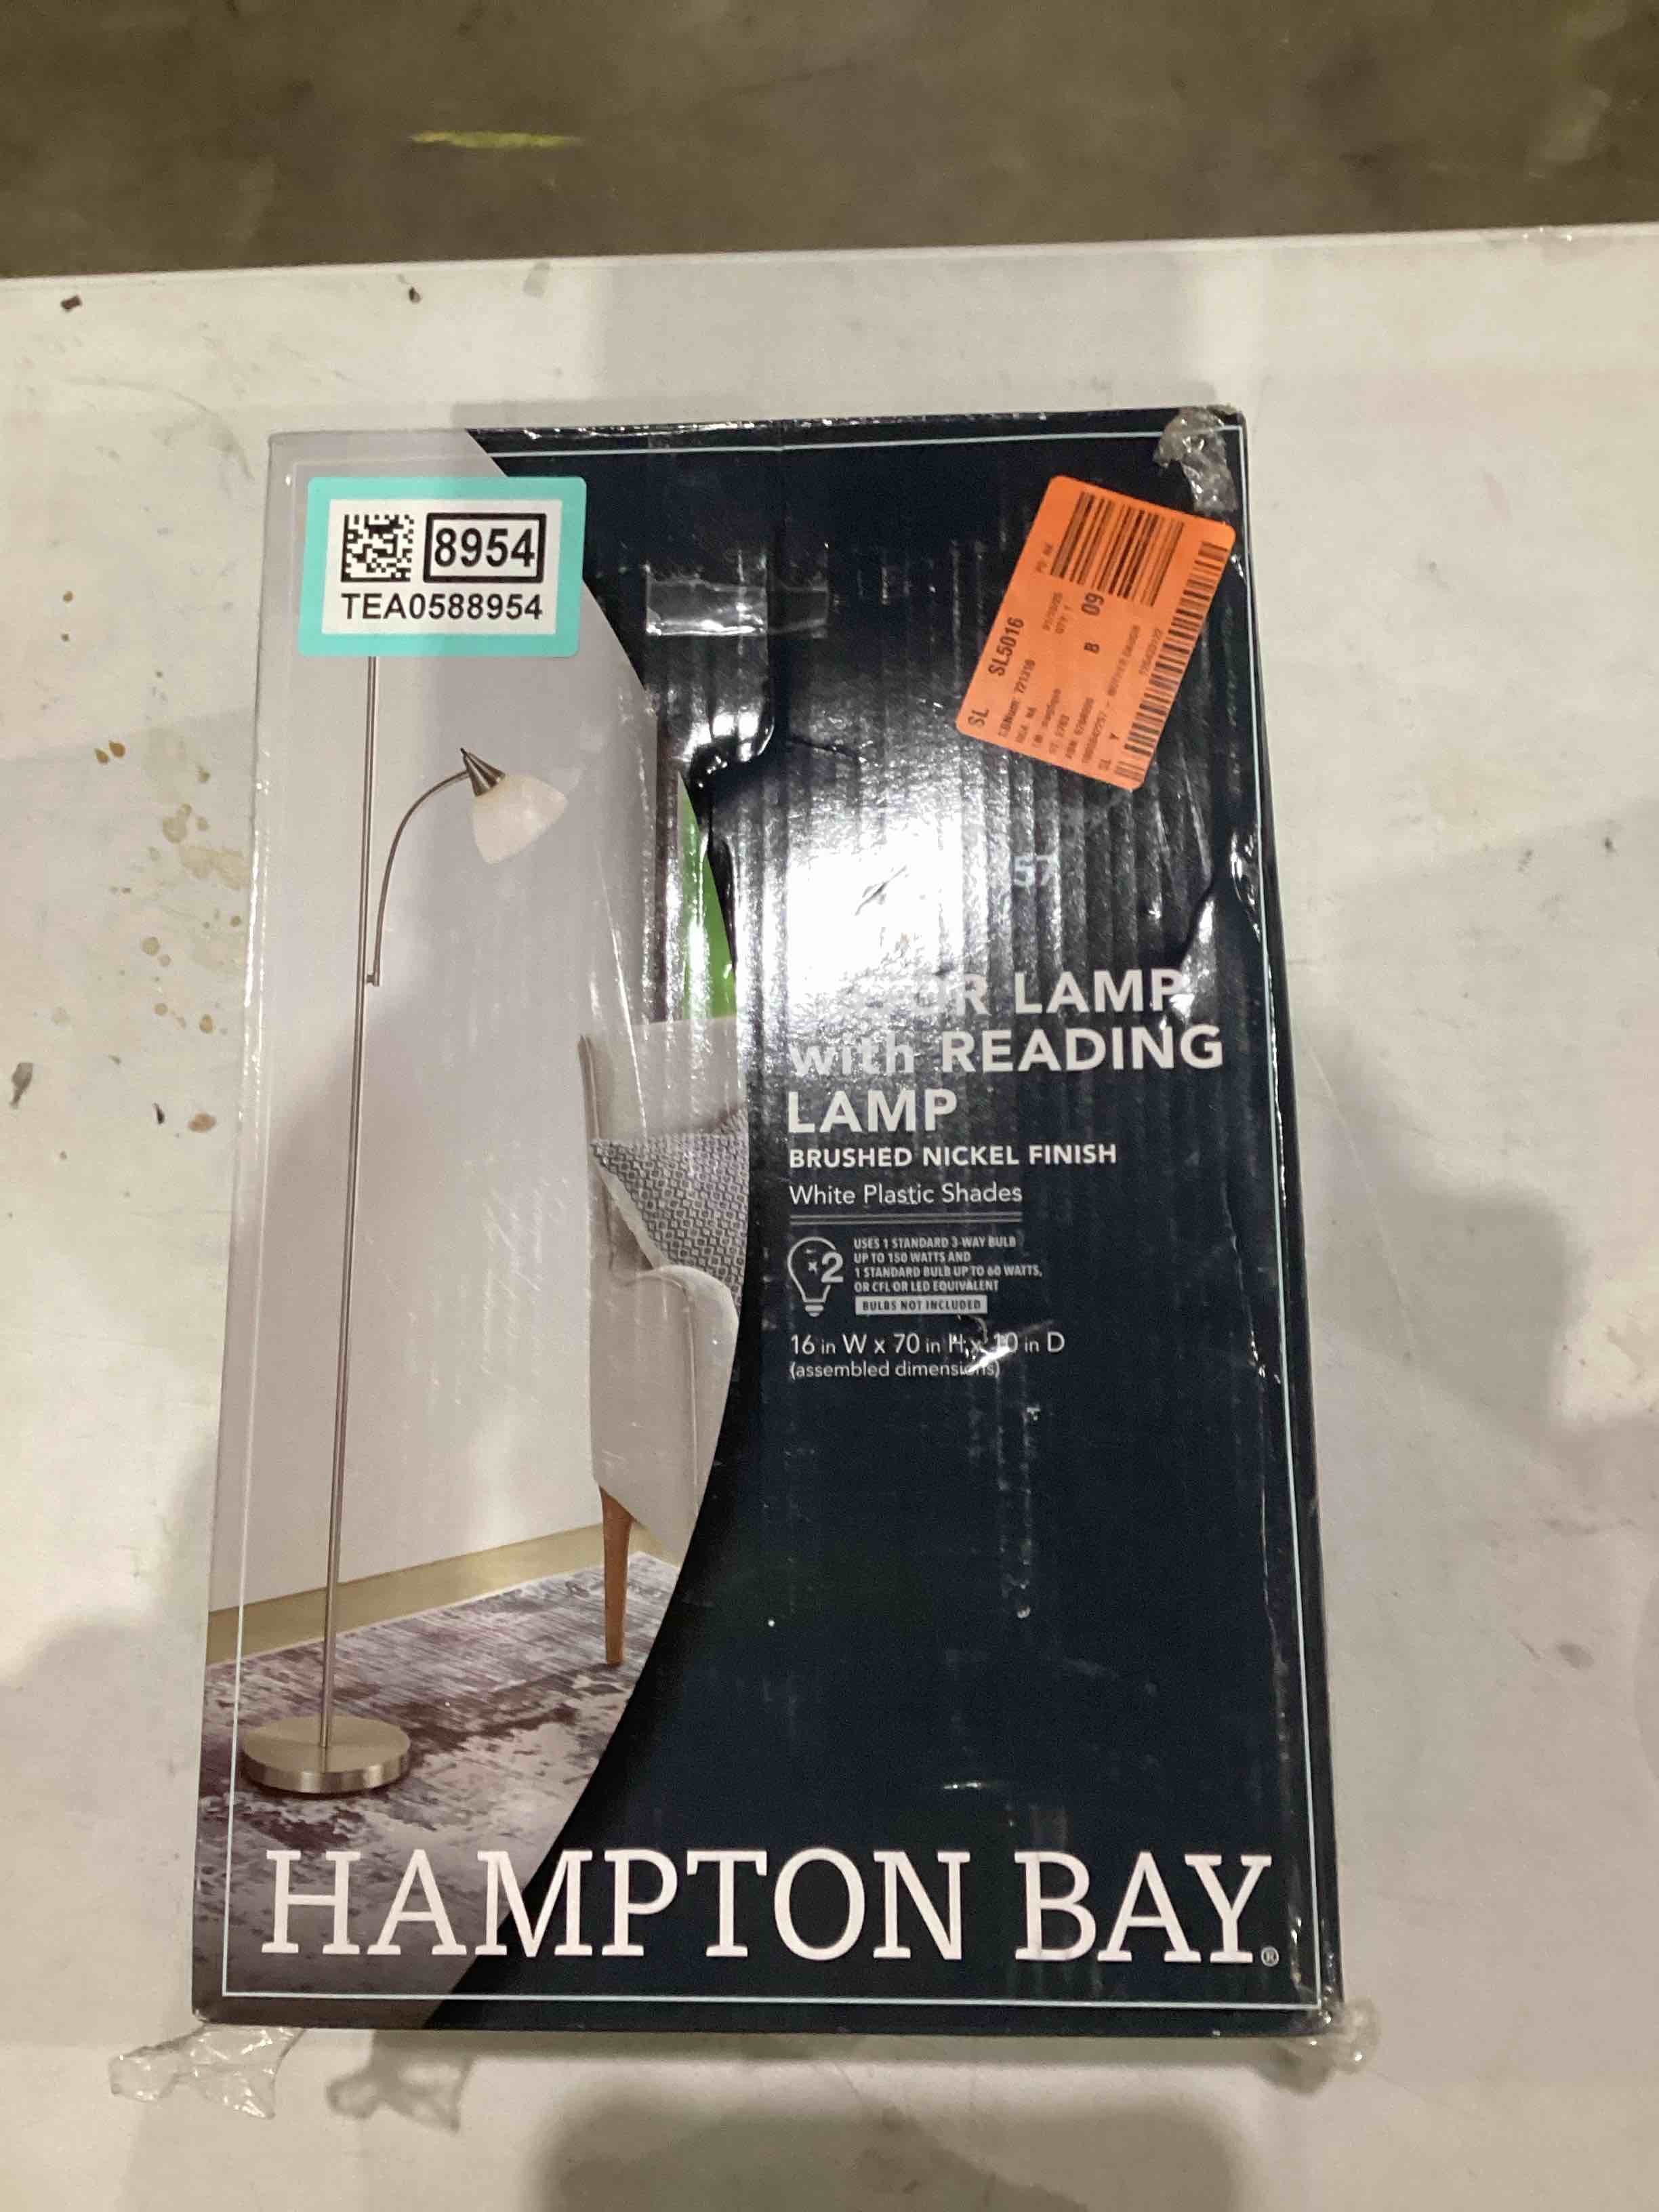 8954
TEA0588954
SL SL5016
B 09
57
LAMP
with READING
LAMP
BRUSHED NICKEL FINISH
White Plastic Shades
x2
USES 1 STANDARD 3-WAY BULB
UP TO 150 WATTS AND
1 STANDARD BULB UP TO 60 WATTS,
OR CFL OR LED EQUIVALENT
BULBS NOT INCLUDED
16 in W x 70 in H x 10 in D
(assembled dimensions)
HAMPTON BAY®